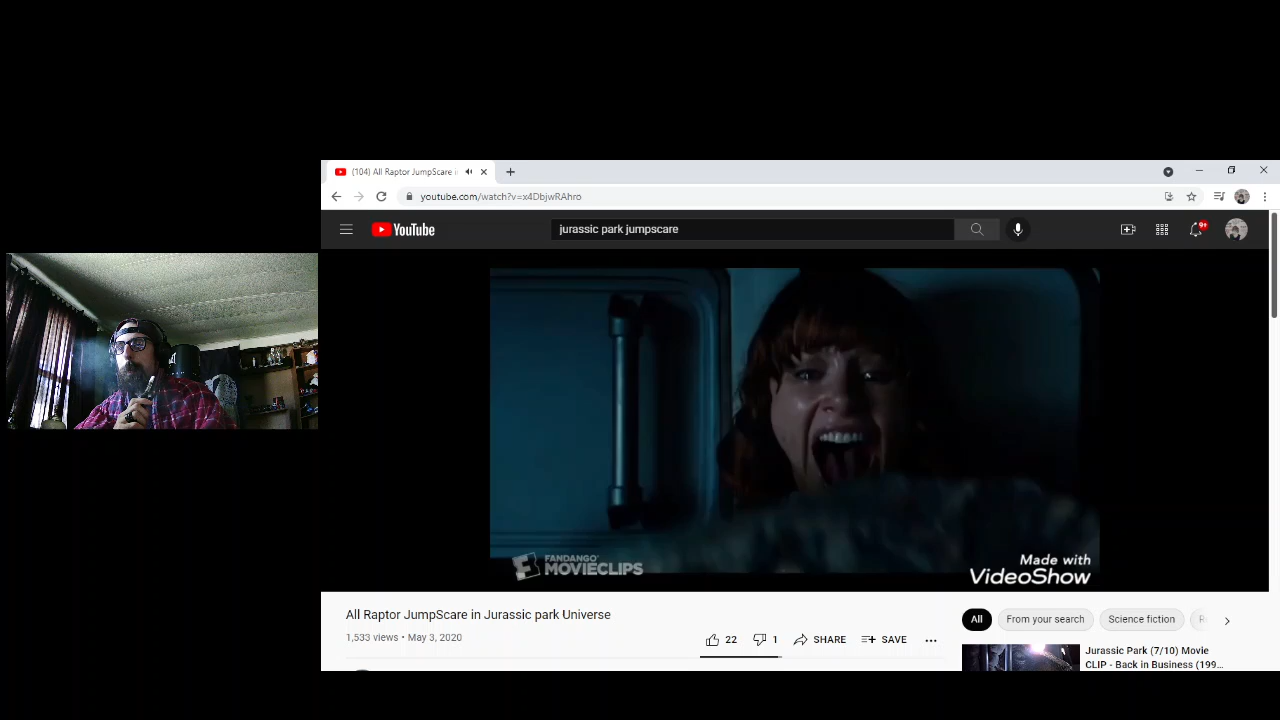 (104) All Raptor JumpScare i
youtube.com/watch?v=x4DbjwRAhro
YouTube
jurassic park jumpscare
9+
FANDANGO
MOVIECLIPS
Made with
VideoShow
All Raptor JumpScare in Jurassic park Universe
1,533 views • May 3, 2020
22
1
SHARE
SAVE
All
From your search
Science fiction
Jurassic Park (7/10) Movie
CLIP - Back in Business (199...